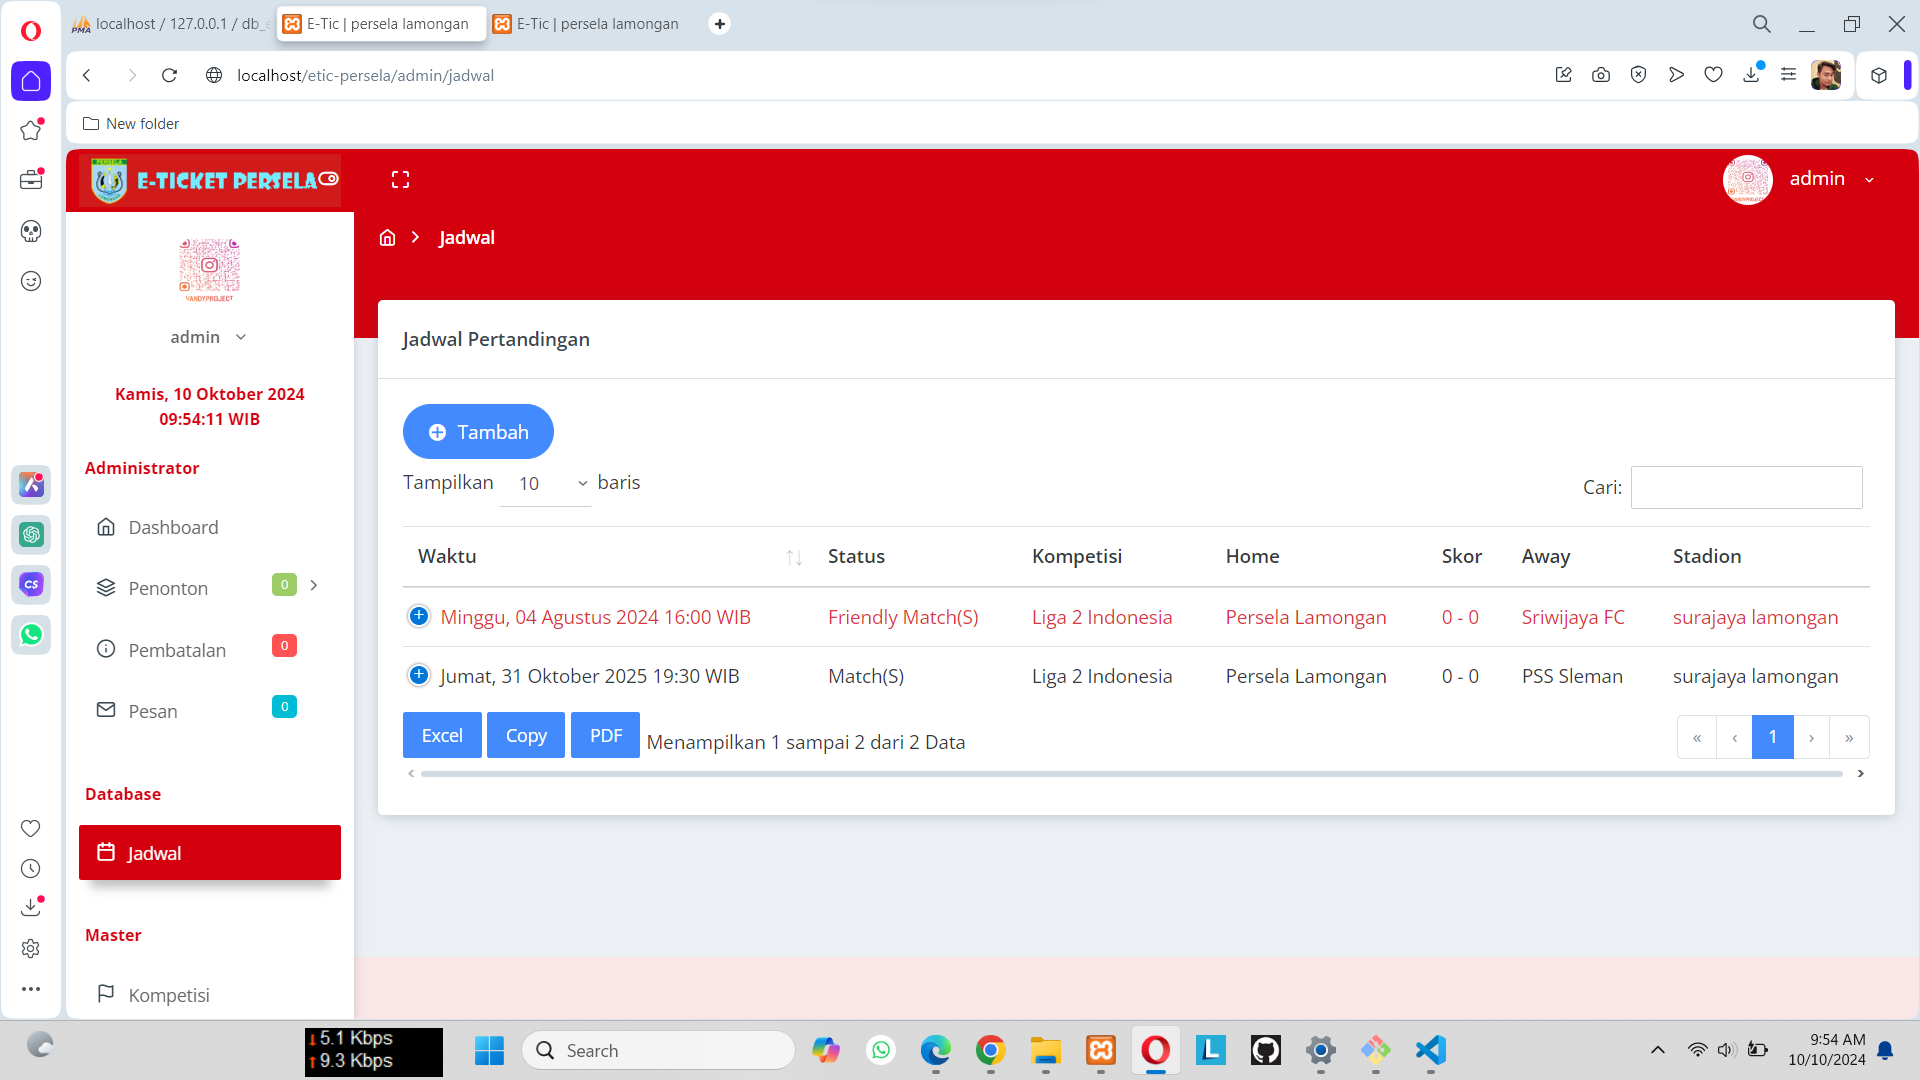 localhost / 127.0.0.1 / db_e
E-Tic | persela lamongan
E-Tic | persela lamongan
localhost/etic-persela/admin/jadwal
New folder
E-TICKET PERSELA
admin
Jadwal
VANDYPROJECT
admin
Kamis, 10 Oktober 2024
09:54:11 WIB
Administrator
Dashboard
Penonton 0
Pembatalan 0
Pesan 0
Database
Jadwal
Master
Kompetisi
Jadwal Pertandingan
Tambah
Tampilkan 10 baris
Cari:
Waktu Status Kompetisi Home Skor Away Stadion
Minggu, 04 Agustus 2024 16:00 WIB Friendly Match(S) Liga 2 Indonesia Persela Lamongan 0 - 0 Sriwijaya FC surajaya lamongan
Jumat, 31 Oktober 2025 19:30 WIB Match(S) Liga 2 Indonesia Persela Lamongan 0 - 0 PSS Sleman surajaya lamongan
Excel Copy PDF Menampilkan 1 sampai 2 dari 2 Data
« ‹ 1 › »
5.1 Kbps
9.3 Kbps
Search
9:54 AM
10/10/2024